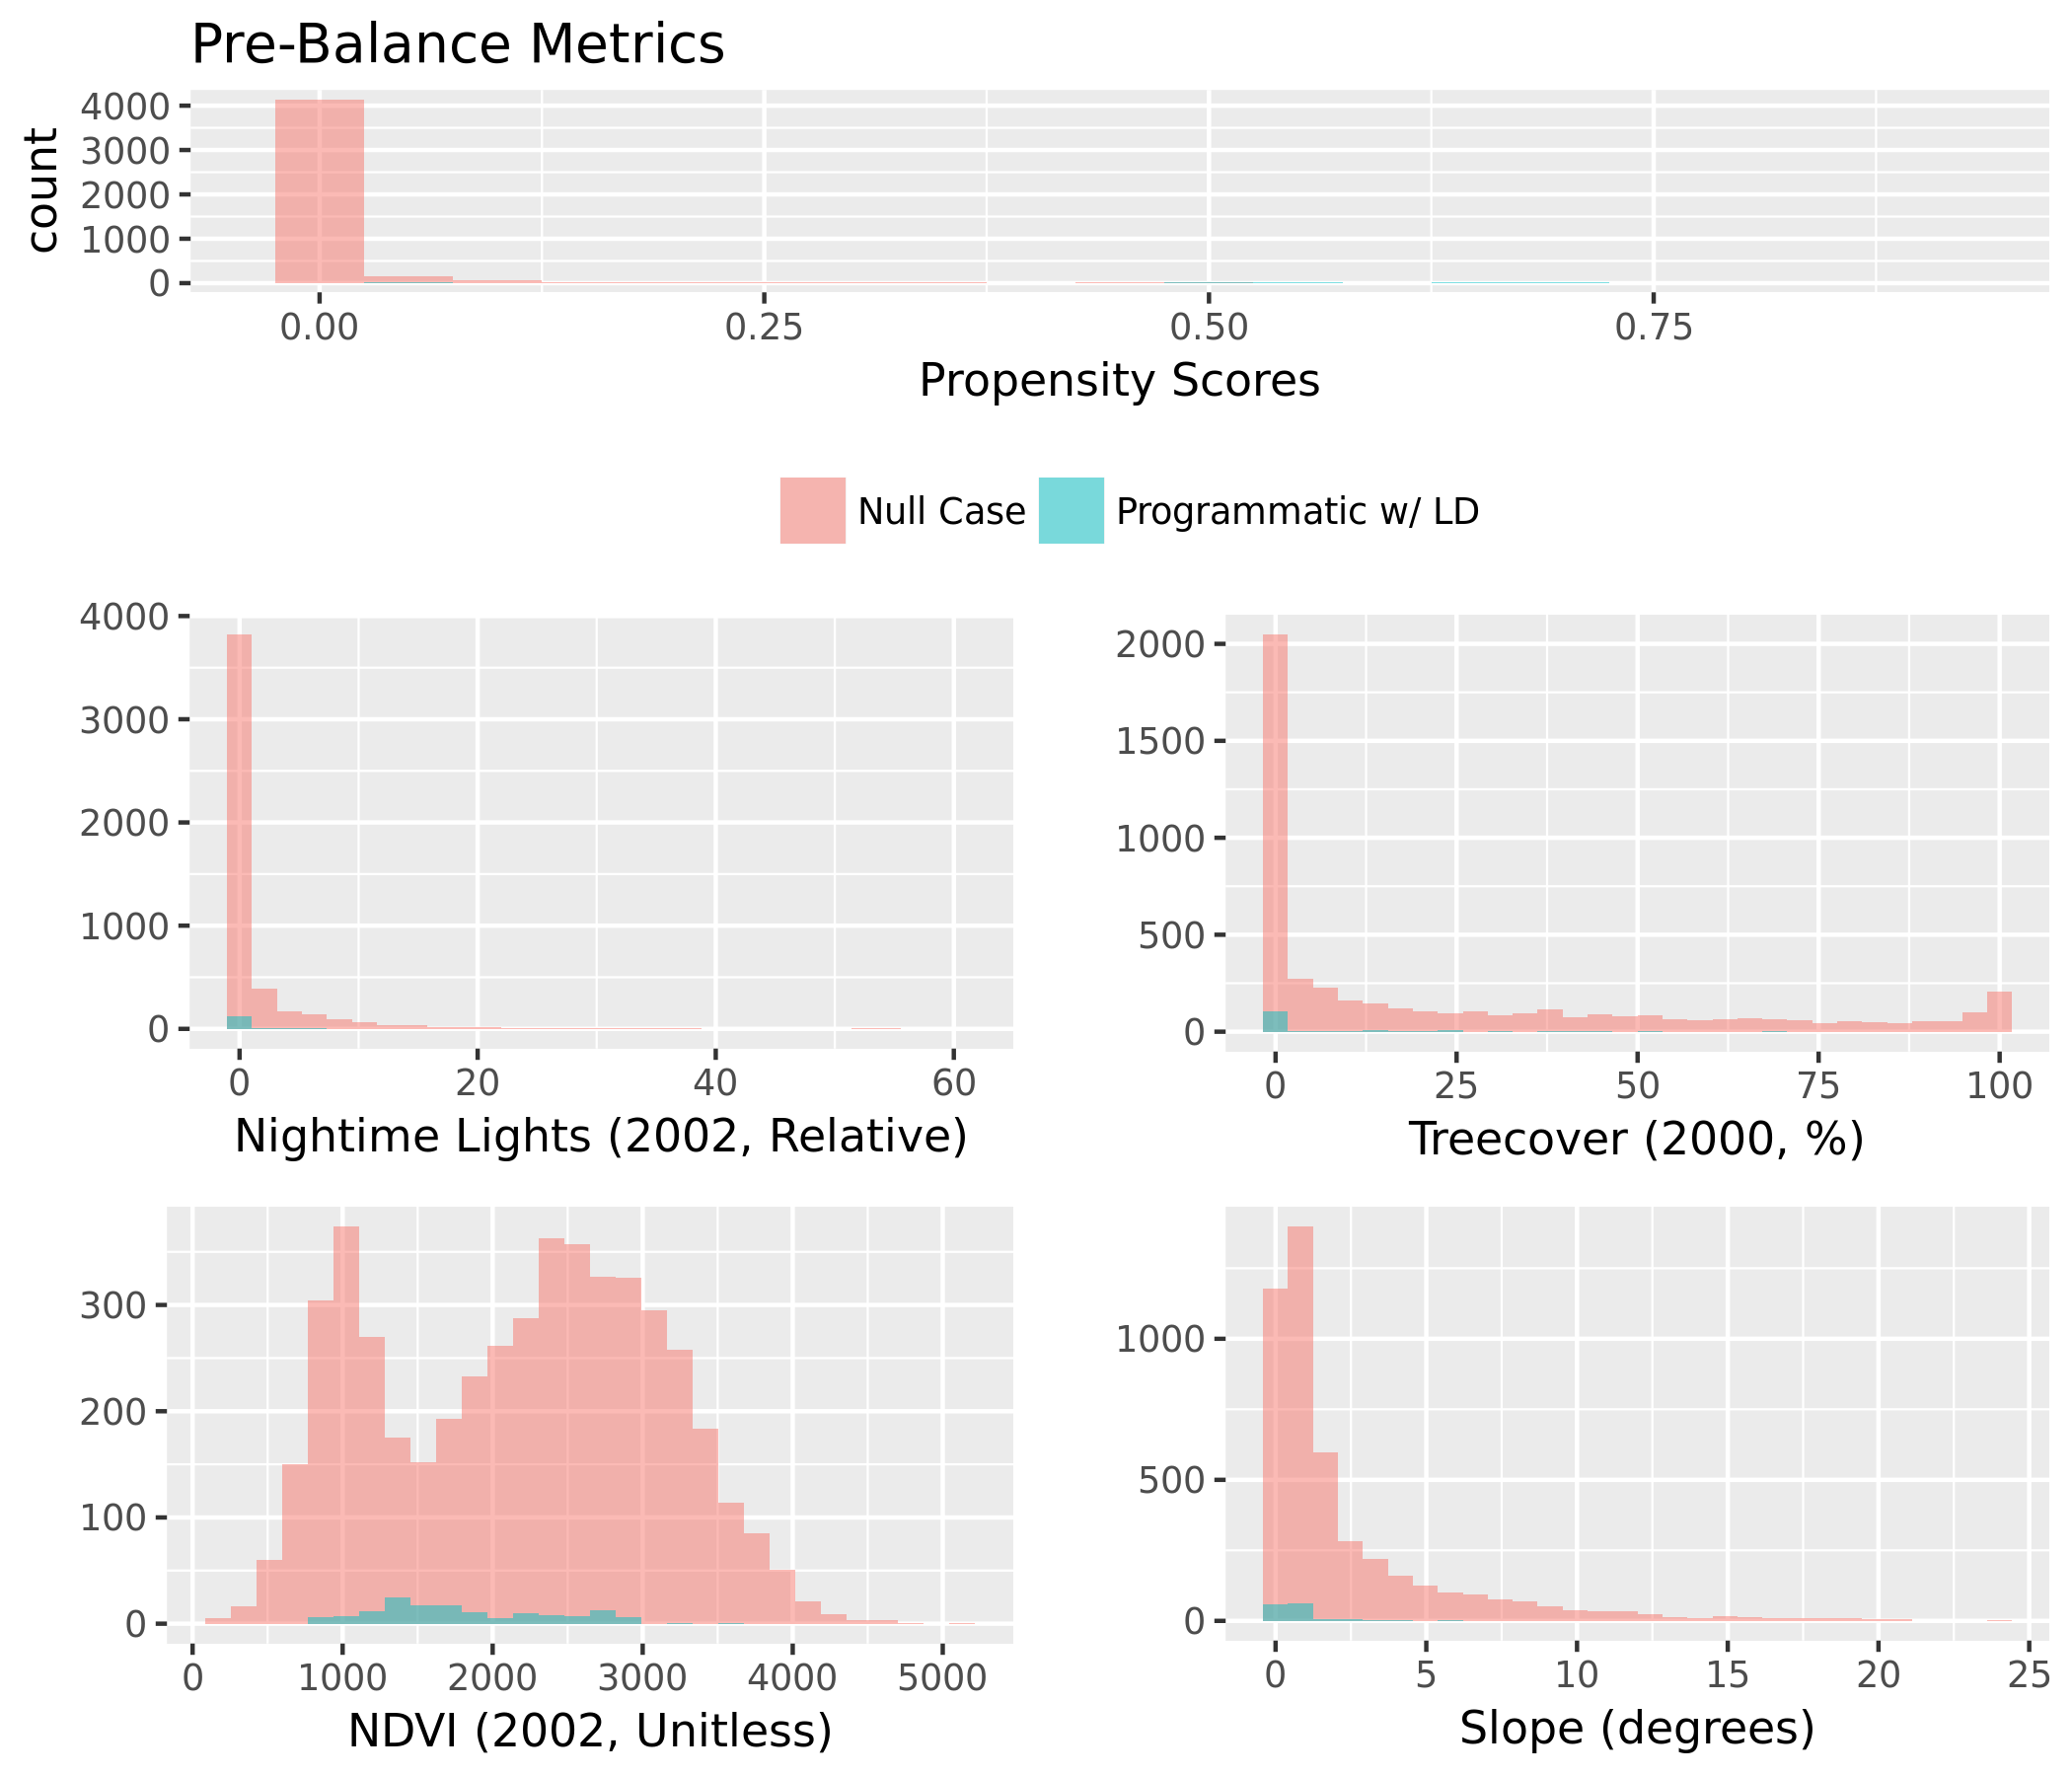 Pre-Balance Metrics
4000
3000
2000
1000
0
count
0.00 0.25 0.50 0.75
Propensity Scores
Null Case Programmatic w/ LD
4000
3000
2000
1000
0
0 20 40 60
Nightime Lights (2002, Relative)
2000
1500
1000
500
0
0 25 50 75 100
Treecover (2000, %)
300
200
100
0
0 1000 2000 3000 4000 5000
NDVI (2002, Unitless)
1000
500
0
0 5 10 15 20 25
Slope (degrees)